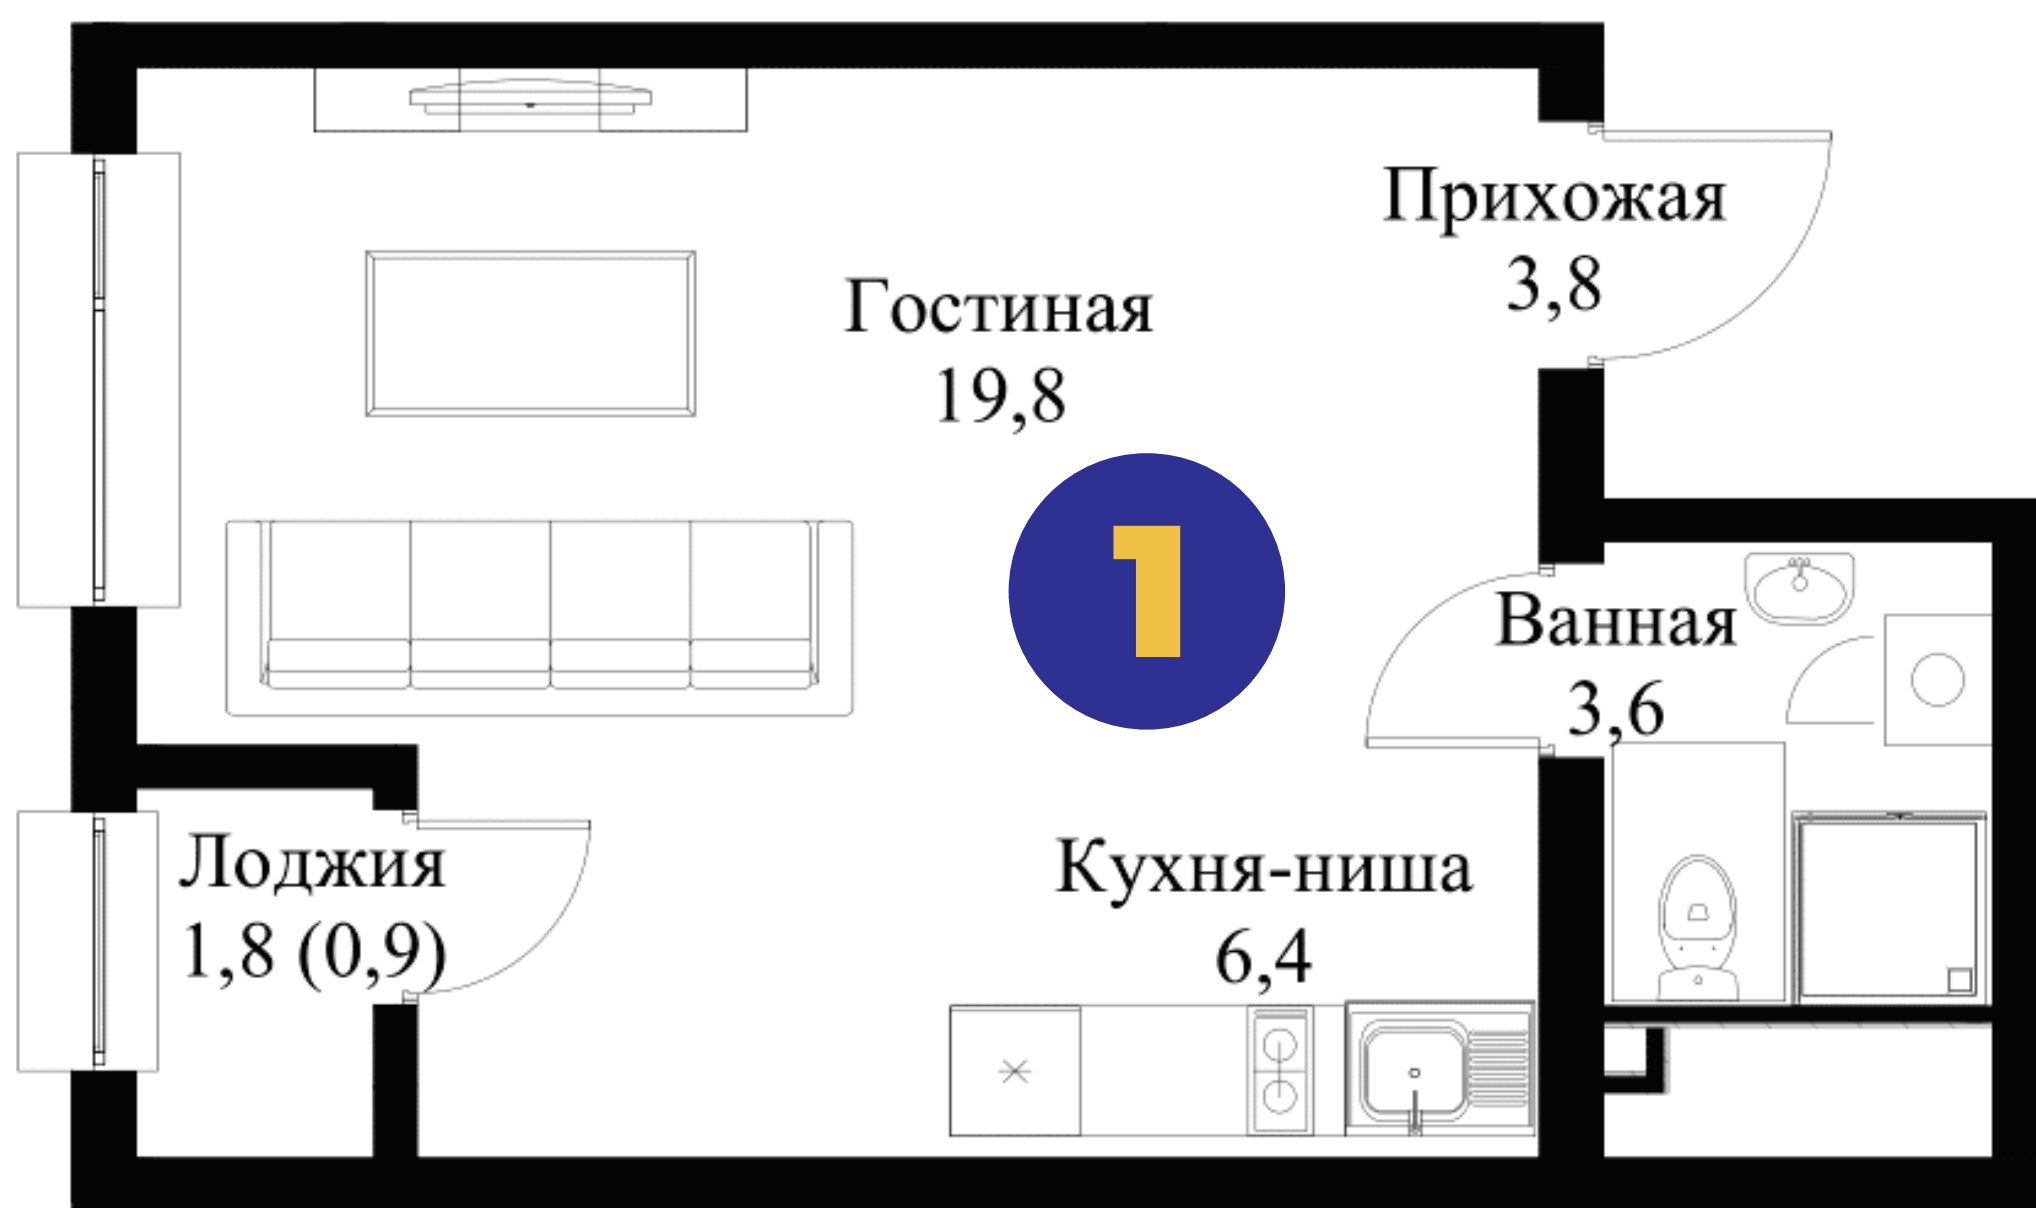 Прихожая
3,8
Гостиная
19,8
1
Ванная
3,6
Лоджия
1,8 (0,9)
Кухня-ниша
6,4